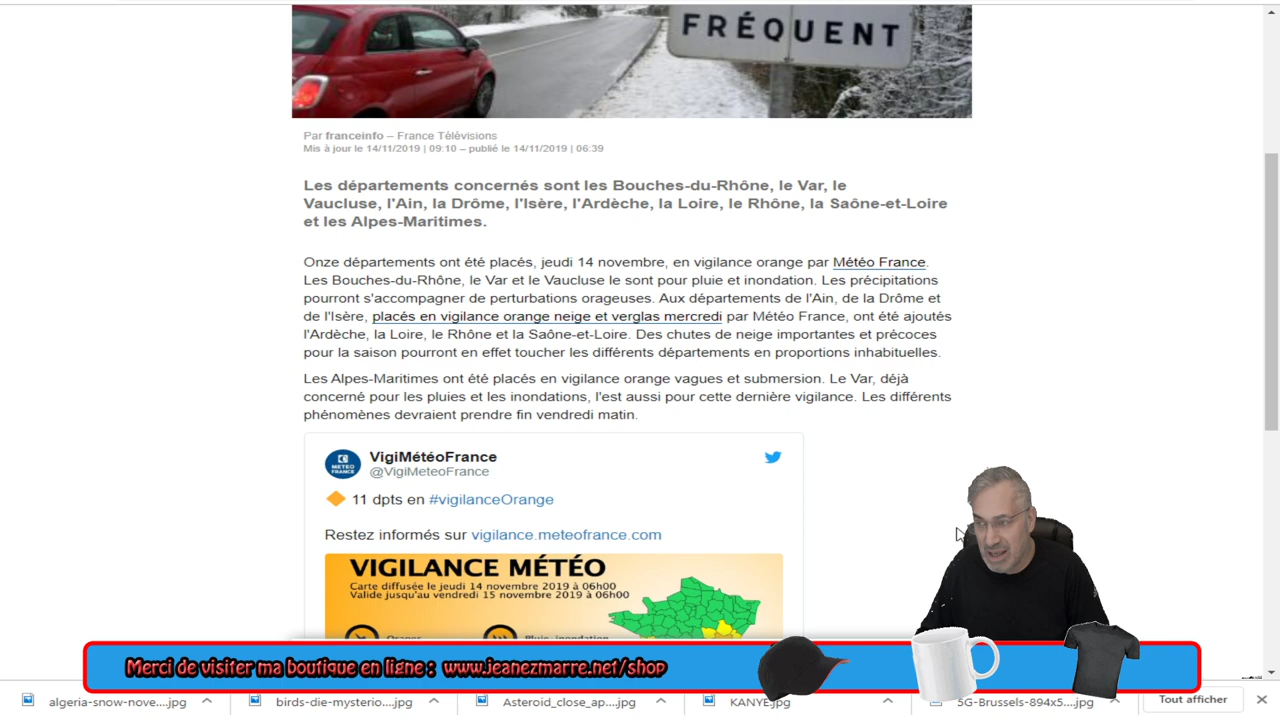 FRÉQUENT
Par franceinfo – France Télévisions
Mis à jour le 14/11/2019 | 09:10 – publié le 14/11/2019 | 06:39
Les départements concernés sont les Bouches-du-Rhône, le Var, le
Vaucluse, l'Ain, la Drôme, l'Isère, l'Ardèche, la Loire, le Rhône, la Saône-et-Loire
et les Alpes-Maritimes.
Onze départements ont été placés, jeudi 14 novembre, en vigilance orange par Météo France.
Les Bouches-du-Rhône, le Var et le Vaucluse le sont pour pluie et inondation. Les précipitations
pourront s'accompagner de perturbations orageuses. Aux départements de l'Ain, de la Drôme et
de l'Isère, placés en vigilance orange neige et verglas mercredi par Météo France, ont été ajoutés
l'Ardèche, la Loire, le Rhône et la Saône-et-Loire. Des chutes de neige importantes et précoces
pour la saison pourront en effet toucher les différents départements en proportions inhabituelles.
Les Alpes-Maritimes ont été placés en vigilance orange vagues et submersion. Le Var, déjà
concerné pour les pluies et les inondations, l'est aussi pour cette dernière vigilance. Les différents
phénomènes devraient prendre fin vendredi matin.
METEO FRANCE
VigiMétéoFrance
@VigiMeteoFrance
11 dpts en #vigilanceOrange
Restez informés sur vigilance.meteofrance.com
VIGILANCE MÉTÉO
Carte diffusée le jeudi 14 novembre 2019 à 06h00
Valide jusqu'au vendredi 15 novembre 2019 à 06h00
Orages Pluie-inondation
Merci de visiter ma boutique en ligne : www.jeanezmarre.net/shop
algeria-snow-nove....jpg birds-die-mysterio....jpg Asteroid_close_ap....jpg KANYE.jpg 5G-Brussels-894x5....jpg Tout afficher